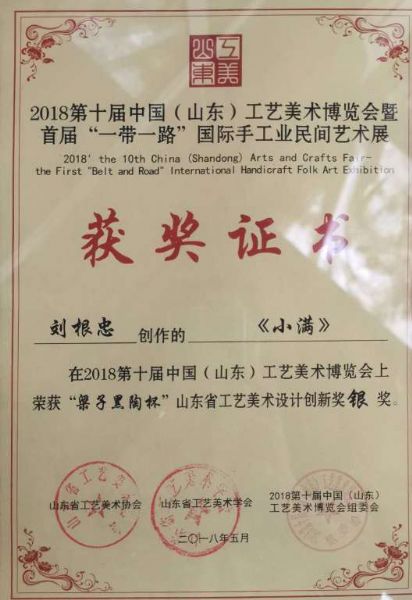 山东工美
2018第十届中国（山东）工艺美术博览会暨
首届“一带一路”国际手工业民间艺术展
2018' the 10th China (Shandong) Arts and Crafts Fair-
the First "Belt and Road" International Handicraft Folk Art Exhibition
获奖证书
刘根忠 创作的 《小满》
在2018第十届中国（山东）工艺美术博览会上
荣获“梁子黑陶杯”山东省工艺美术设计创新奖银奖。
山东省工艺美术协会 山东省工艺美术学会 2018第十届中国（山东）
工艺美术博览会组委会
二〇一八年五月